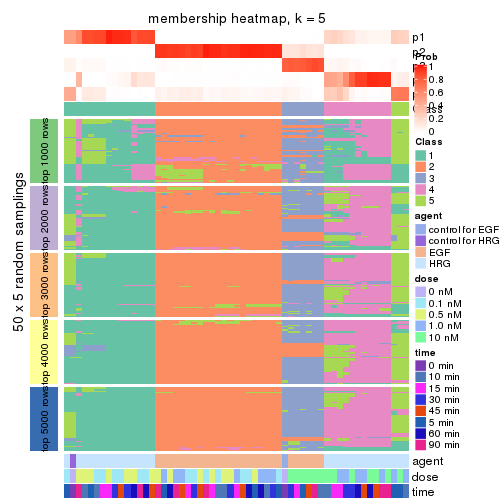 membership heatmap, k = 5
p1
p2
Prob
1
0.8
0.6
0.4
0.2
0
Class
Class
1
2
3
4
5
agent
control for EGF
control for HRG
EGF
HRG
dose
0 nM
0.1 nM
0.5 nM
1.0 nM
10 nM
time
0 min
10 min
15 min
30 min
45 min
5 min
60 min
90 min
50 x 5 random samplings
top 1000 rows
top 2000 rows
top 3000 rows
top 4000 rows
top 5000 rows
agent
dose
time